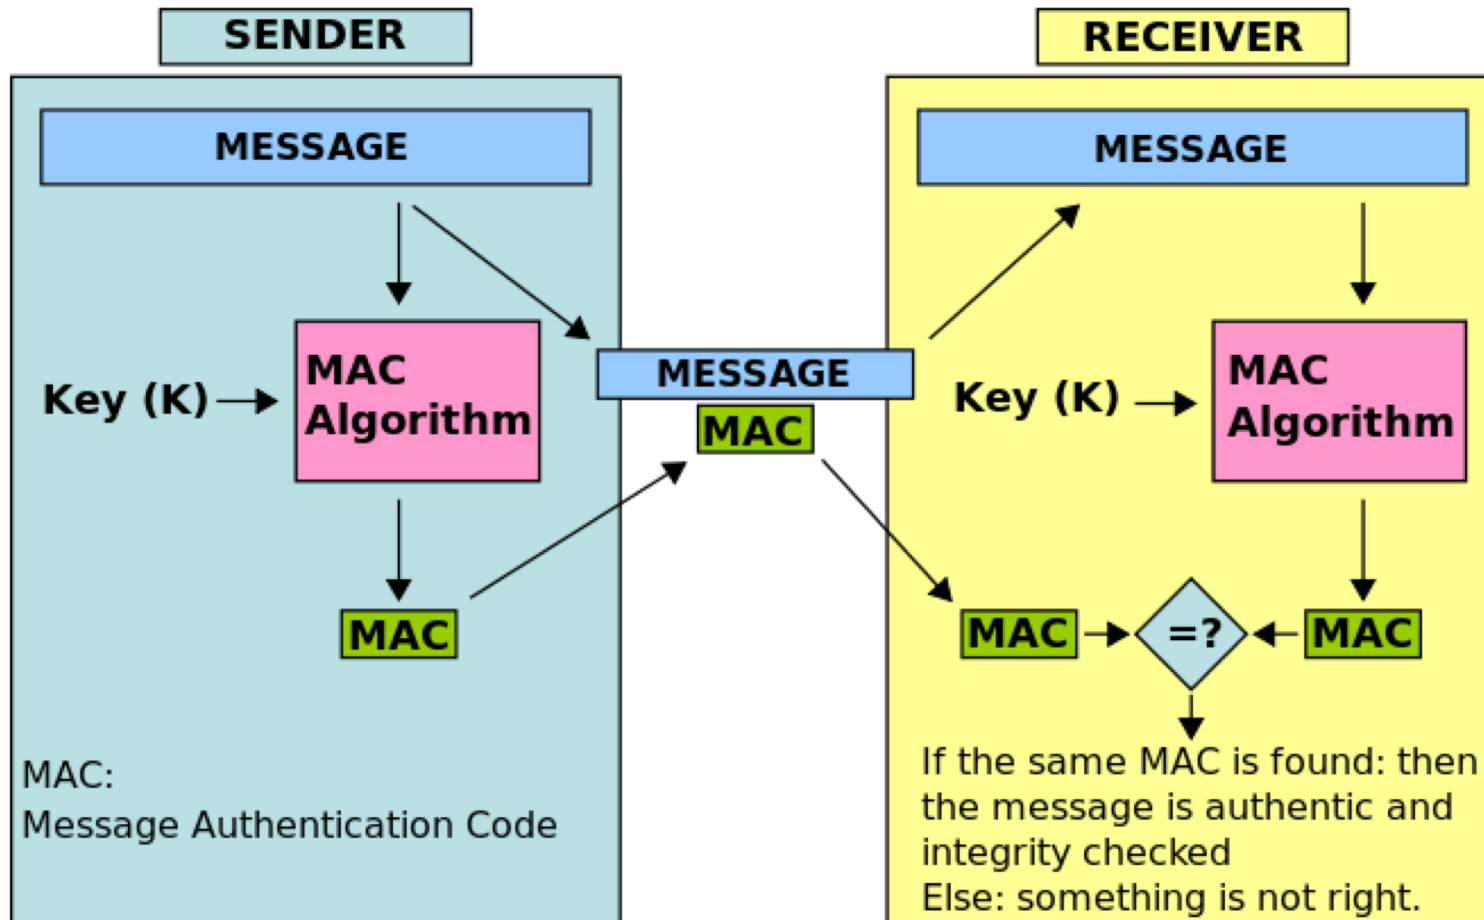 SENDER
MESSAGE
Key (K)
MAC
Algorithm
MAC
MAC:
Message Authentication Code
MESSAGE
MAC
RECEIVER
MESSAGE
Key (K)
MAC
Algorithm
MAC
=?
MAC
If the same MAC is found: then
the message is authentic and
integrity checked
Else: something is not right.